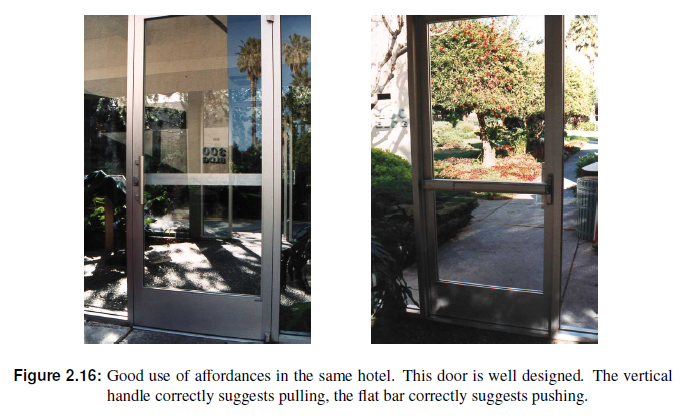 Figure 2.16: Good use of affordances in the same hotel. This door is well designed. The vertical
handle correctly suggests pulling, the flat bar correctly suggests pushing.